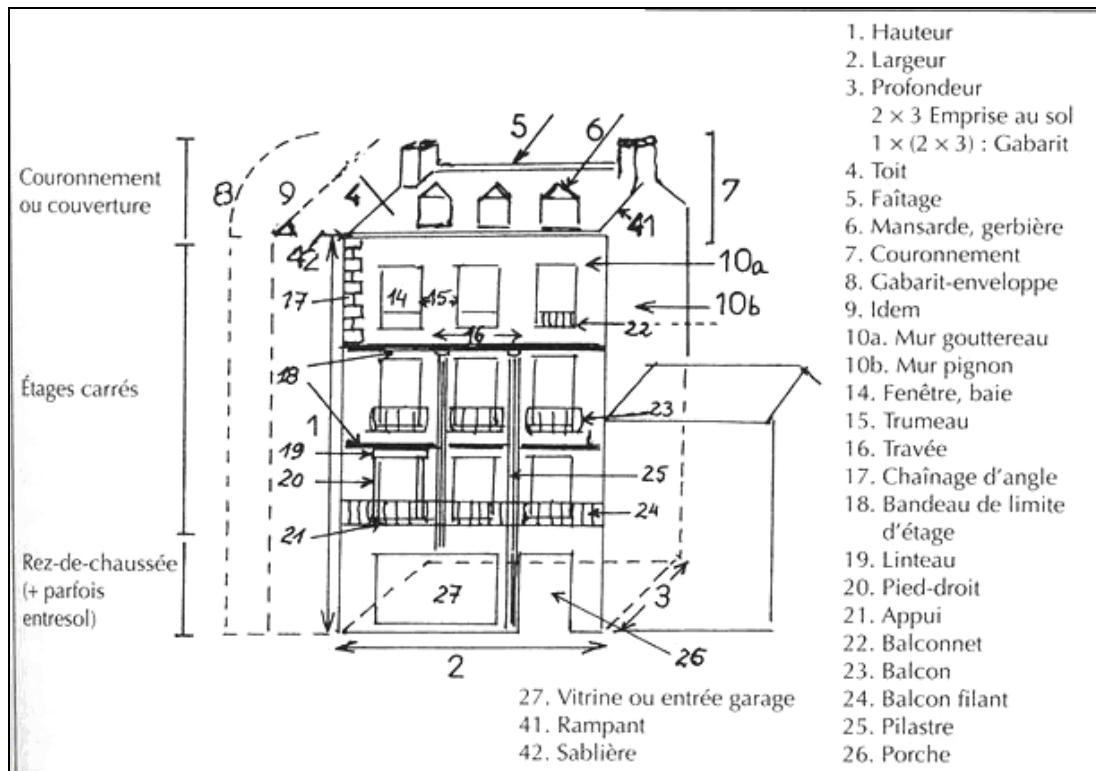 Couronnement
ou couverture
Étages carrés
Rez-de-chaussée
(+ parfois
entresol)
5
6
8
9
4
7
41
42
10a
17
14
15
10b
16
22
18
23
1
19
20
25
24
21
27
3
26
2
1. Hauteur
2. Largeur
3. Profondeur
2 × 3 Emprise au sol
1 × (2 × 3) : Gabarit
4. Toit
5. Faîtage
6. Mansarde, gerbière
7. Couronnement
8. Gabarit-enveloppe
9. Idem
10a. Mur gouttereau
10b. Mur pignon
14. Fenêtre, baie
15. Trumeau
16. Travée
17. Chaînage d'angle
18. Bandeau de limite
d'étage
19. Linteau
20. Pied-droit
21. Appui
22. Balconnet
23. Balcon
24. Balcon filant
25. Pilastre
26. Porche
27. Vitrine ou entrée garage
41. Rampant
42. Sablière